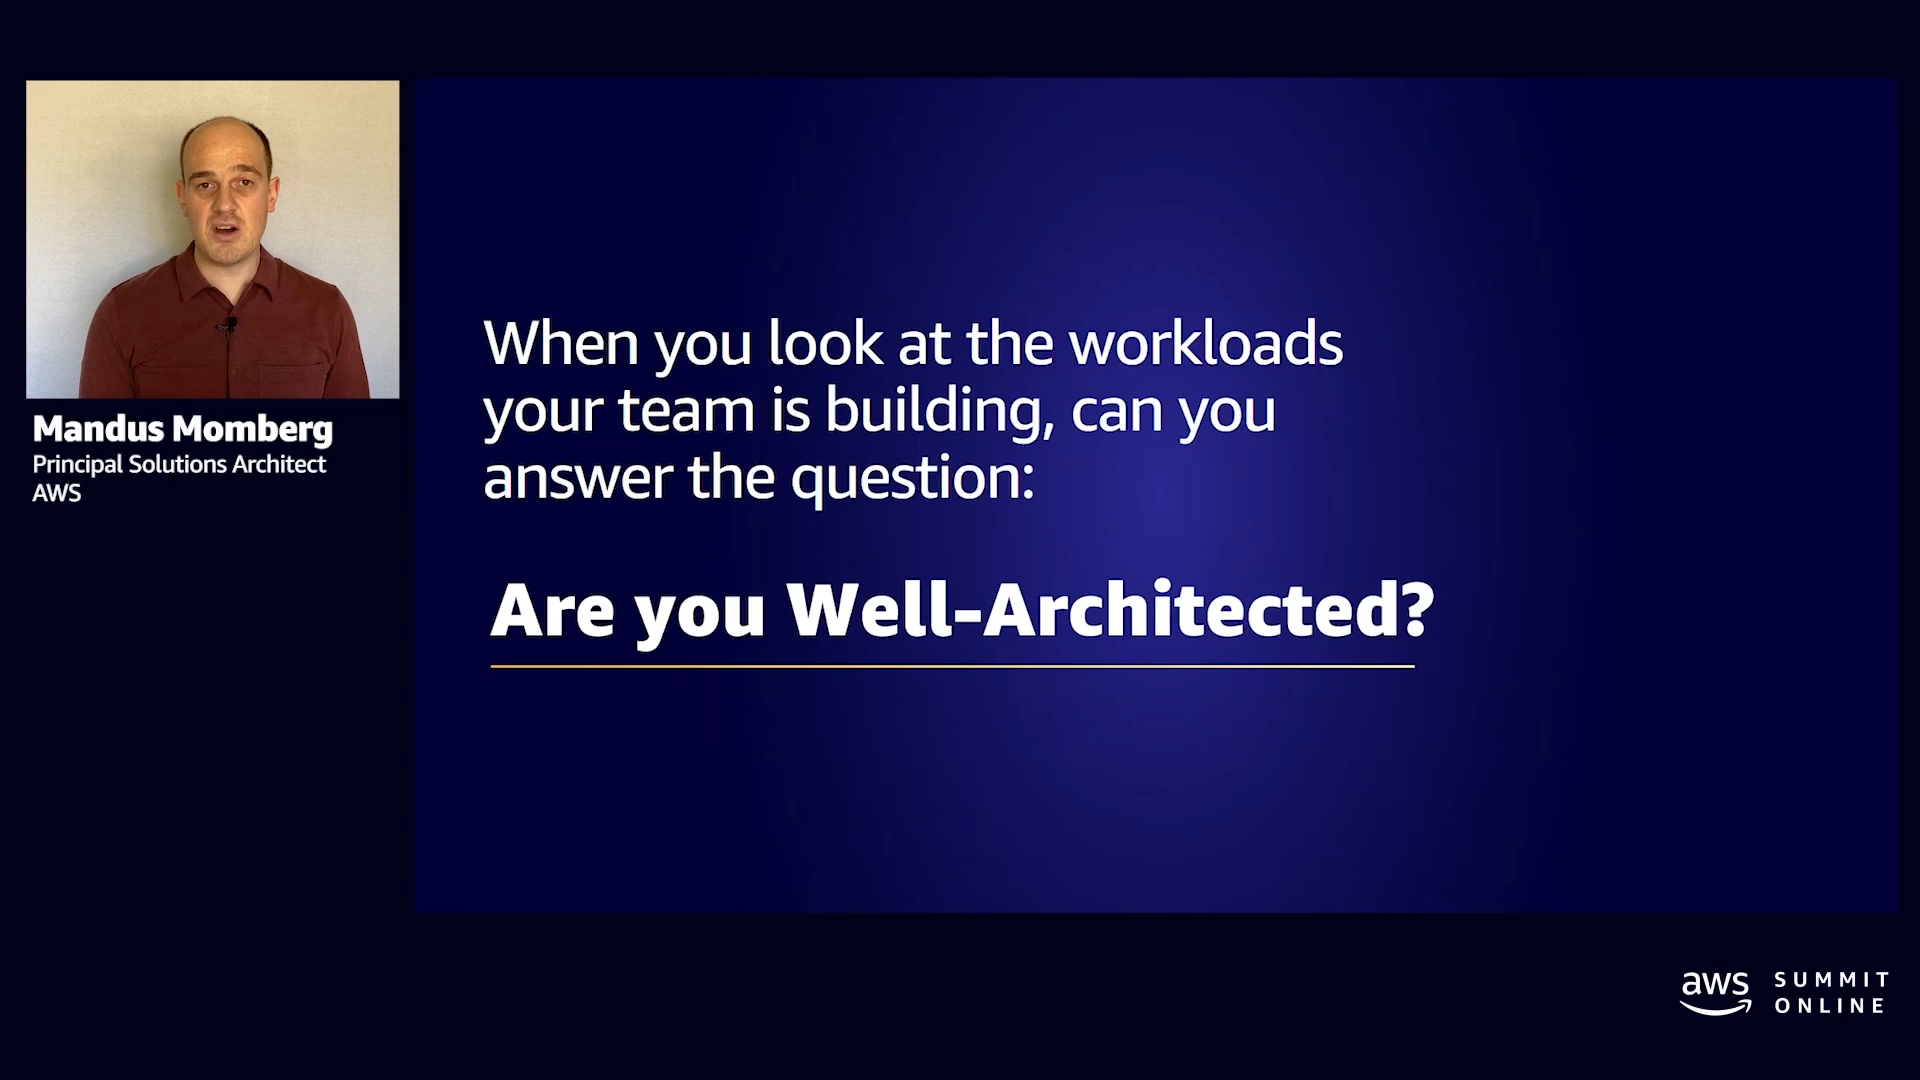 Mandus Momberg
Principal Solutions Architect
AWS
When you look at the workloads
your team is building, can you
answer the question:
Are you Well-Architected?
aws SUMMIT
ONLINE